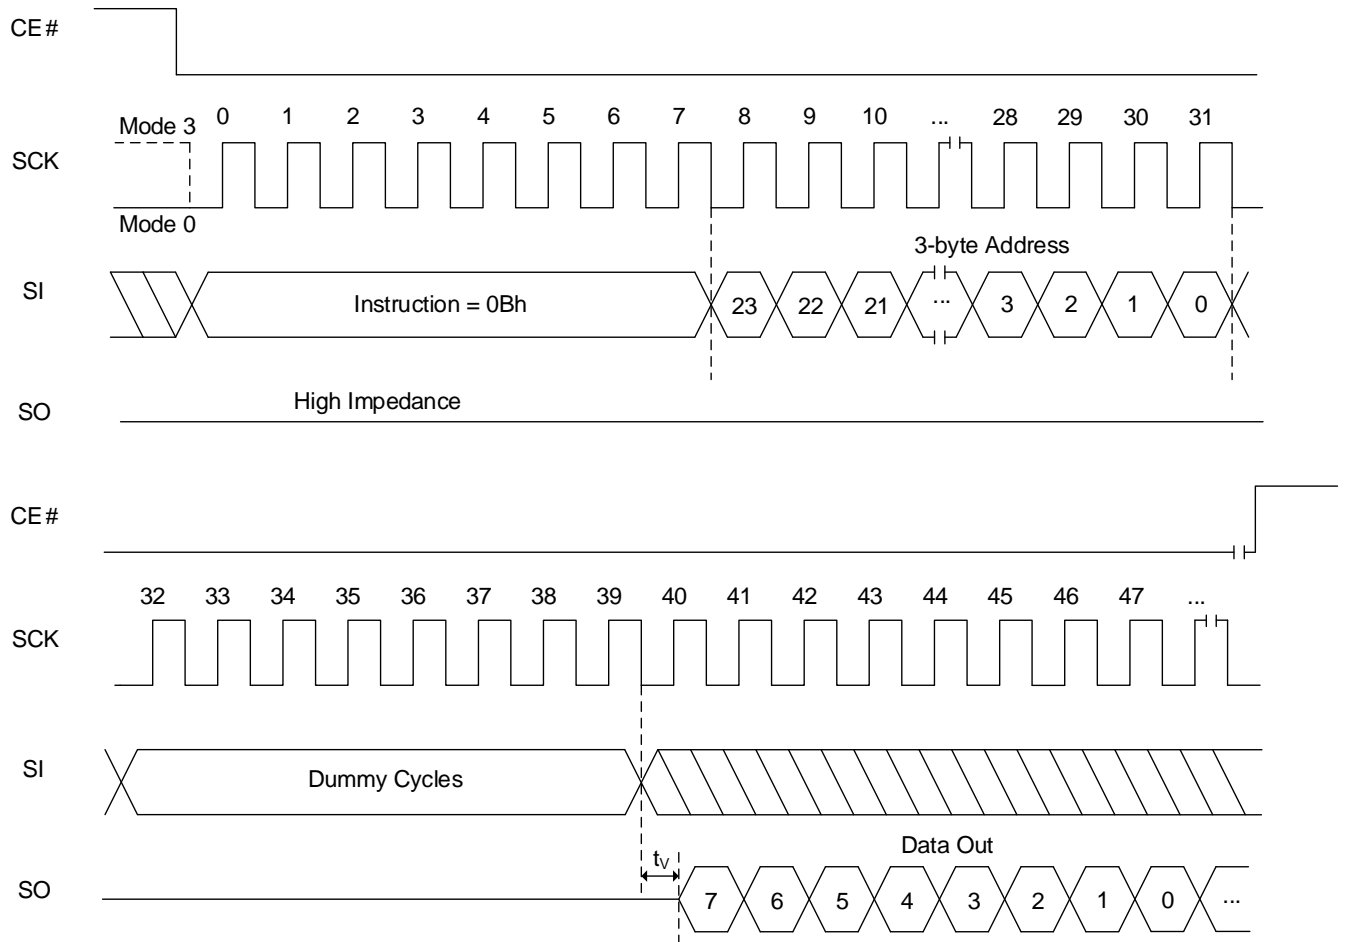 CE#
Mode 3 0 1 2 3 4 5 6 7 8 9 10 ... 28 29 30 31
SCK
Mode 0
3-byte Address
SI Instruction = 0Bh 23 22 21 ... 3 2 1 0
High Impedance
SO
CE#
32 33 34 35 36 37 38 39 40 41 42 43 44 45 46 47 ...
SCK
SI Dummy Cycles
Data Out
tV
SO 7 6 5 4 3 2 1 0 ...